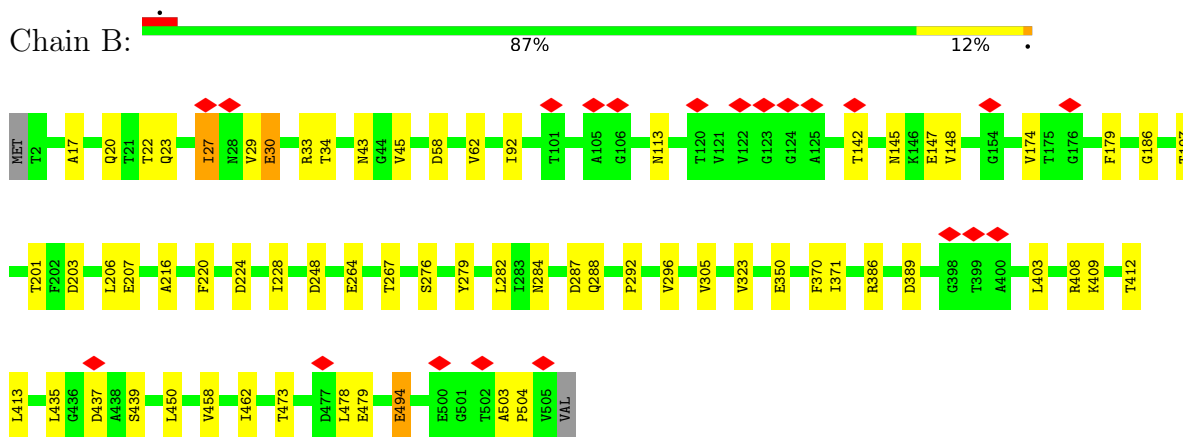 Chain B:
87% 12%
MET T2 A17 Q20 T21 T22 Q23 I27 N28 V29 E30 R33 T34 N43 G44 V45 D58 V62 I92 T101 A105 G106 N113 T120 V121 V122 G123 G124 A125 T142 N145 K146 E147 V148 G154 V174 T175 G176 F179 G186 T197
T201 F202 D203 L206 E207 A216 F220 D224 I228 D248 E264 T267 S276 Y279 L282 I283 N284 D287 Q288 P292 V296 V305 V323 E350 F370 I371 R386 D389 G398 T399 A400 L403 R408 K409 T412
L413 L435 G436 D437 A438 S439 L450 V458 I462 T473 D477 L478 E479 E494 E500 G501 T502 A503 P504 V505 VAL